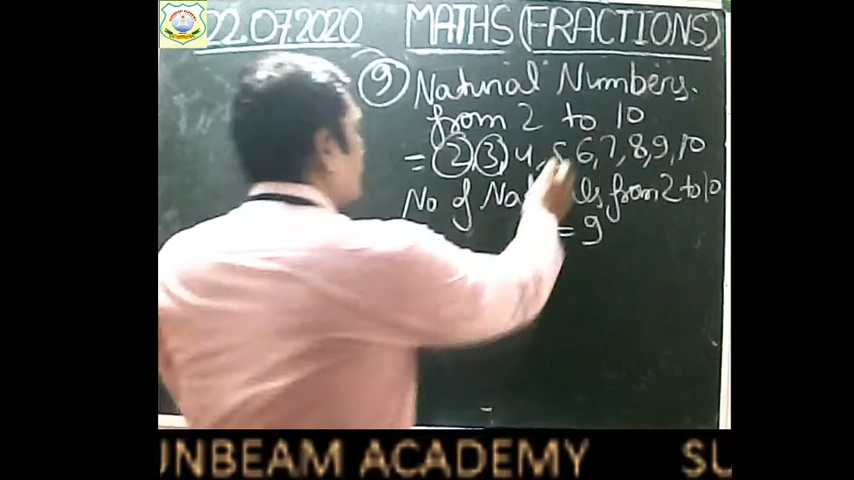 22.07.2020 MATHS (FRACTIONS)
9 Natural Numbers.
from 2 to 10
= 2, 3, 4, 5, 6, 7, 8, 9, 10
No of from 2 to 10
= 9
UNBEAM ACADEMY SU